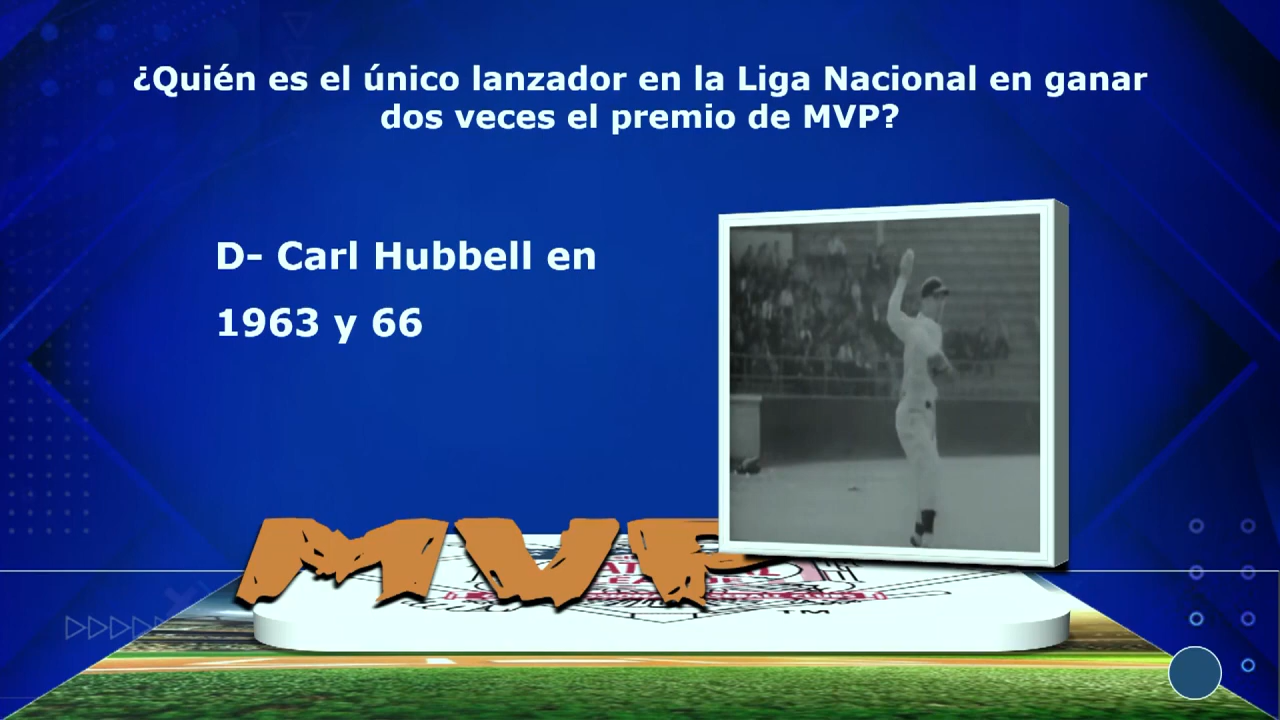 ¿Quién es el único lanzador en la Liga Nacional en ganar
dos veces el premio de MVP?
D- Carl Hubbell en
1963 y 66
MVP
TM